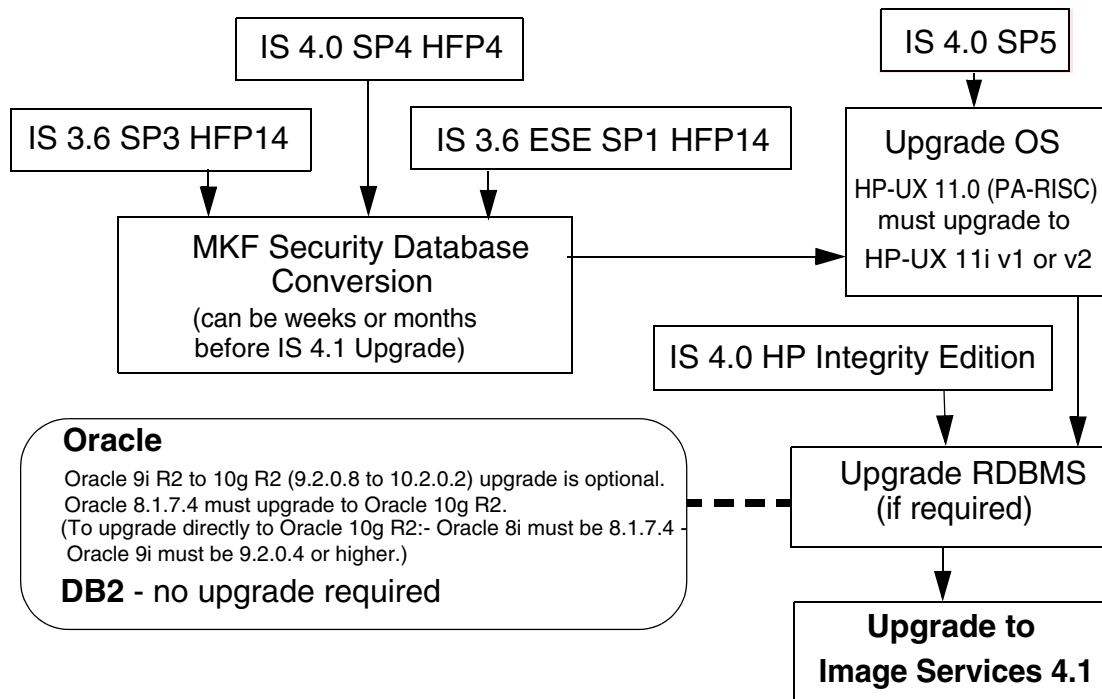 IS 4.0 SP4 HFP4
IS 4.0 SP5
IS 3.6 SP3 HFP14
IS 3.6 ESE SP1 HFP14
Upgrade OS
HP-UX 11.0 (PA-RISC)
must upgrade to
HP-UX 11i v1 or v2
MKF Security Database
Conversion
(can be weeks or months
before IS 4.1 Upgrade)
IS 4.0 HP Integrity Edition
Oracle
Oracle 9i R2 to 10g R2 (9.2.0.8 to 10.2.0.2) upgrade is optional.
Oracle 8.1.7.4 must upgrade to Oracle 10g R2.
(To upgrade directly to Oracle 10g R2:- Oracle 8i must be 8.1.7.4 -
Oracle 9i must be 9.2.0.4 or higher.)
DB2 - no upgrade required
Upgrade RDBMS
(if required)
Upgrade to
Image Services 4.1